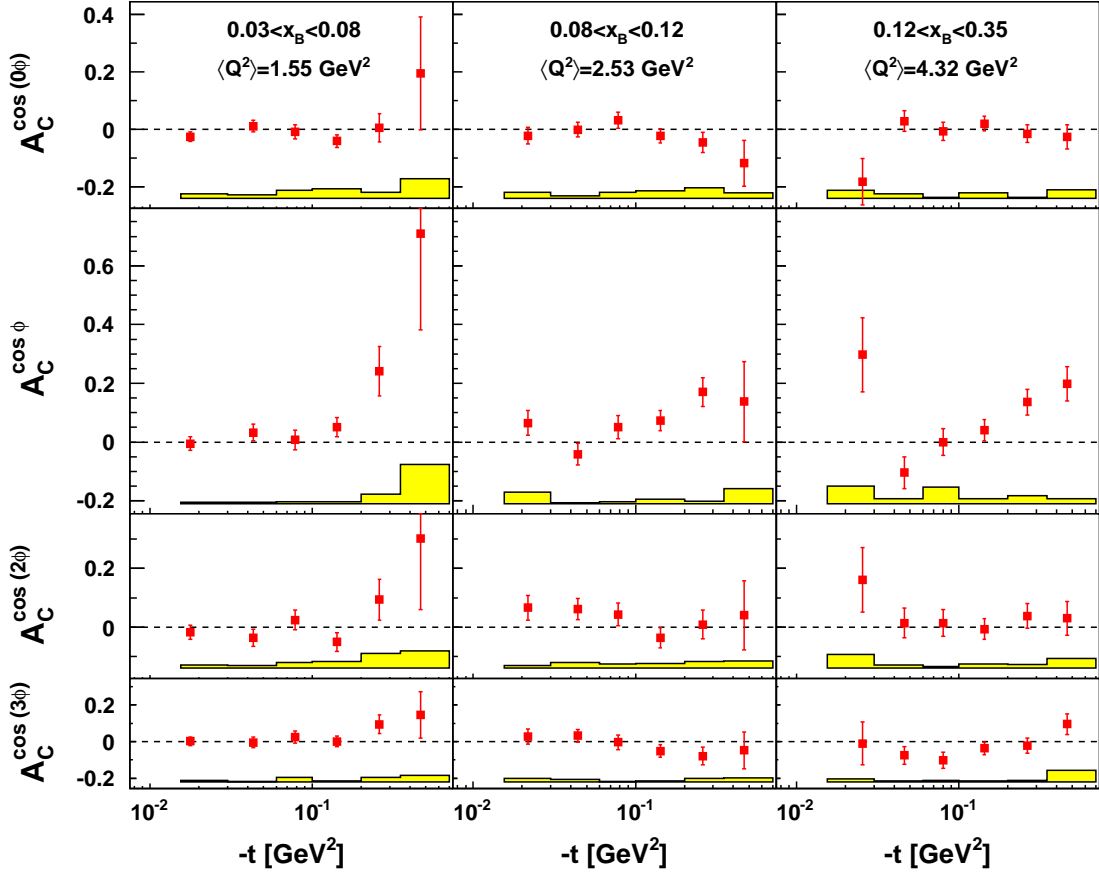 0.03<x_B<0.08
⟨Q²⟩=1.55 GeV²
0.08<x_B<0.12
⟨Q²⟩=2.53 GeV²
0.12<x_B<0.35
⟨Q²⟩=4.32 GeV²
A_C^cos (0φ)
0.4
0.2
0
-0.2
A_C^cos φ
0.6
0.4
0.2
0
-0.2
A_C^cos (2φ)
0.2
0
A_C^cos (3φ)
0.2
0
-0.2
10⁻² 10⁻¹ 10⁻² 10⁻¹ 10⁻² 10⁻¹
-t [GeV²] -t [GeV²] -t [GeV²]